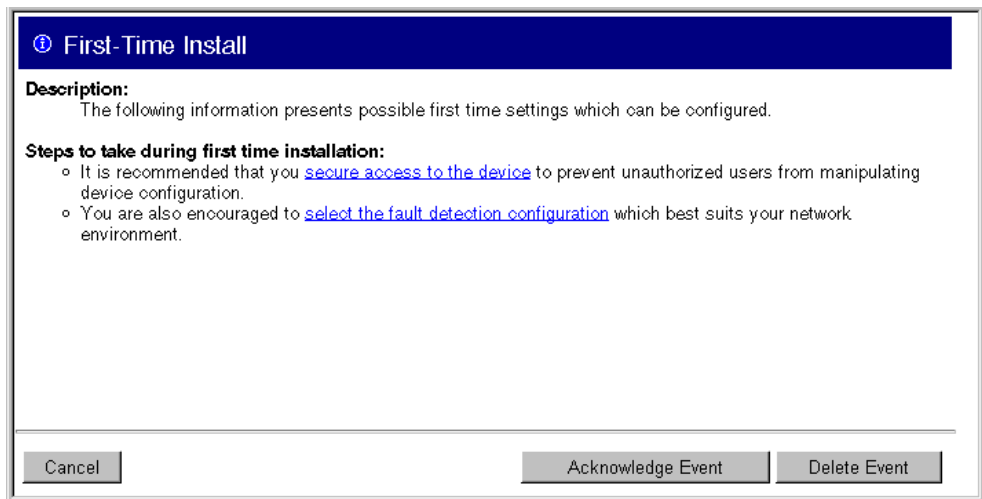 First-Time Install
Description:
The following information presents possible first time settings which can be configured.
Steps to take during first time installation:
It is recommended that you secure access to the device to prevent unauthorized users from manipulating
device configuration.
You are also encouraged to select the fault detection configuration which best suits your network
environment.
Cancel
Acknowledge Event
Delete Event